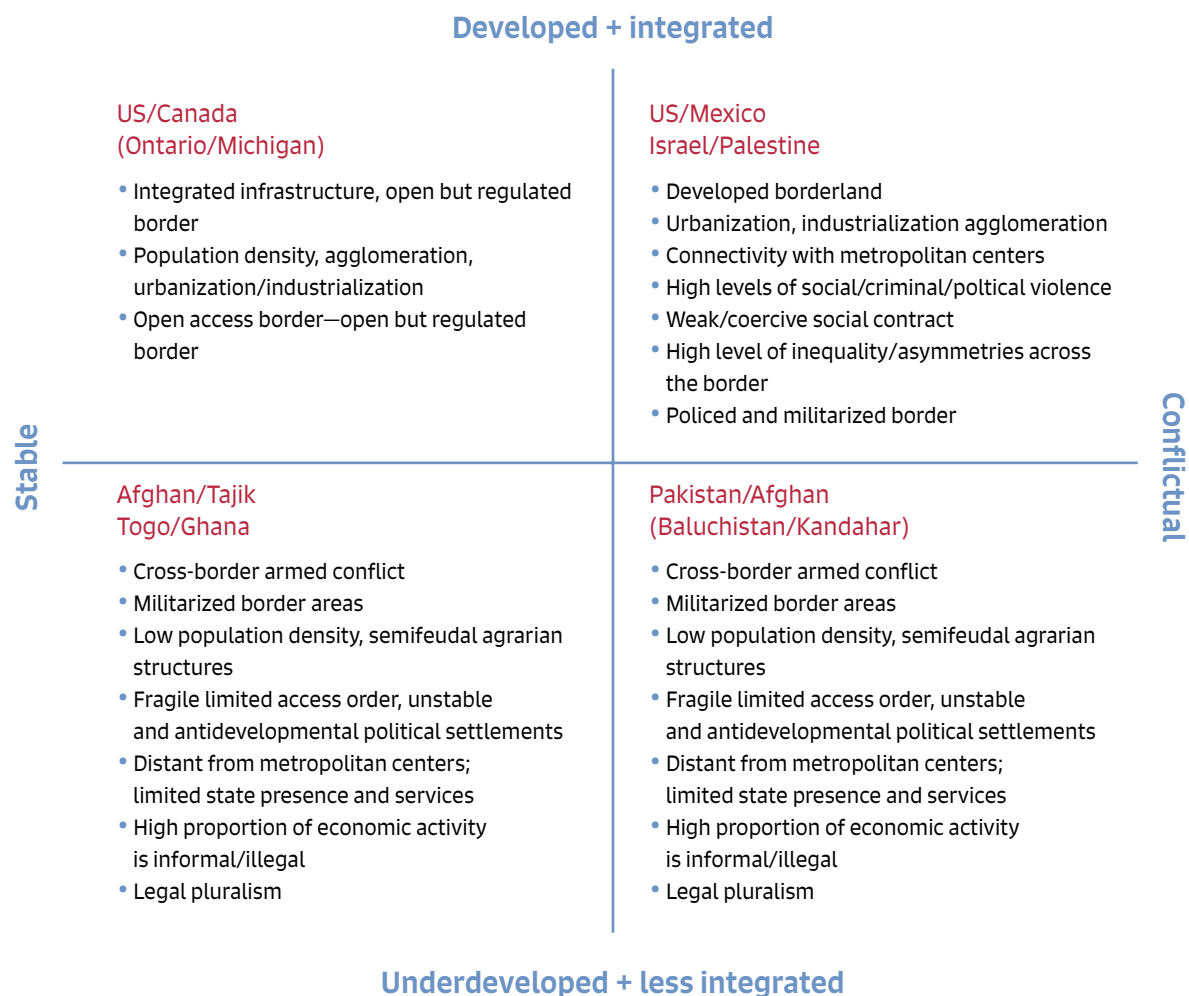 Developed + integrated
US/Canada
(Ontario/Michigan)
• Integrated infrastructure, open but regulated
border
• Population density, agglomeration,
urbanization/industrialization
• Open access border—open but regulated
border
US/Mexico
Israel/Palestine
• Developed borderland
• Urbanization, industrialization agglomeration
• Connectivity with metropolitan centers
• High levels of social/criminal/poltical violence
• Weak/coercive social contract
• High level of inequality/asymmetries across
the border
• Policed and militarized border
Stable
Conflictual
Afghan/Tajik
Togo/Ghana
• Cross-border armed conflict
• Militarized border areas
• Low population density, semifeudal agrarian
structures
• Fragile limited access order, unstable
and antidevelopmental political settlements
• Distant from metropolitan centers;
limited state presence and services
• High proportion of economic activity
is informal/illegal
• Legal pluralism
Pakistan/Afghan
(Baluchistan/Kandahar)
• Cross-border armed conflict
• Militarized border areas
• Low population density, semifeudal agrarian
structures
• Fragile limited access order, unstable
and antidevelopmental political settlements
• Distant from metropolitan centers;
limited state presence and services
• High proportion of economic activity
is informal/illegal
• Legal pluralism
Underdeveloped + less integrated